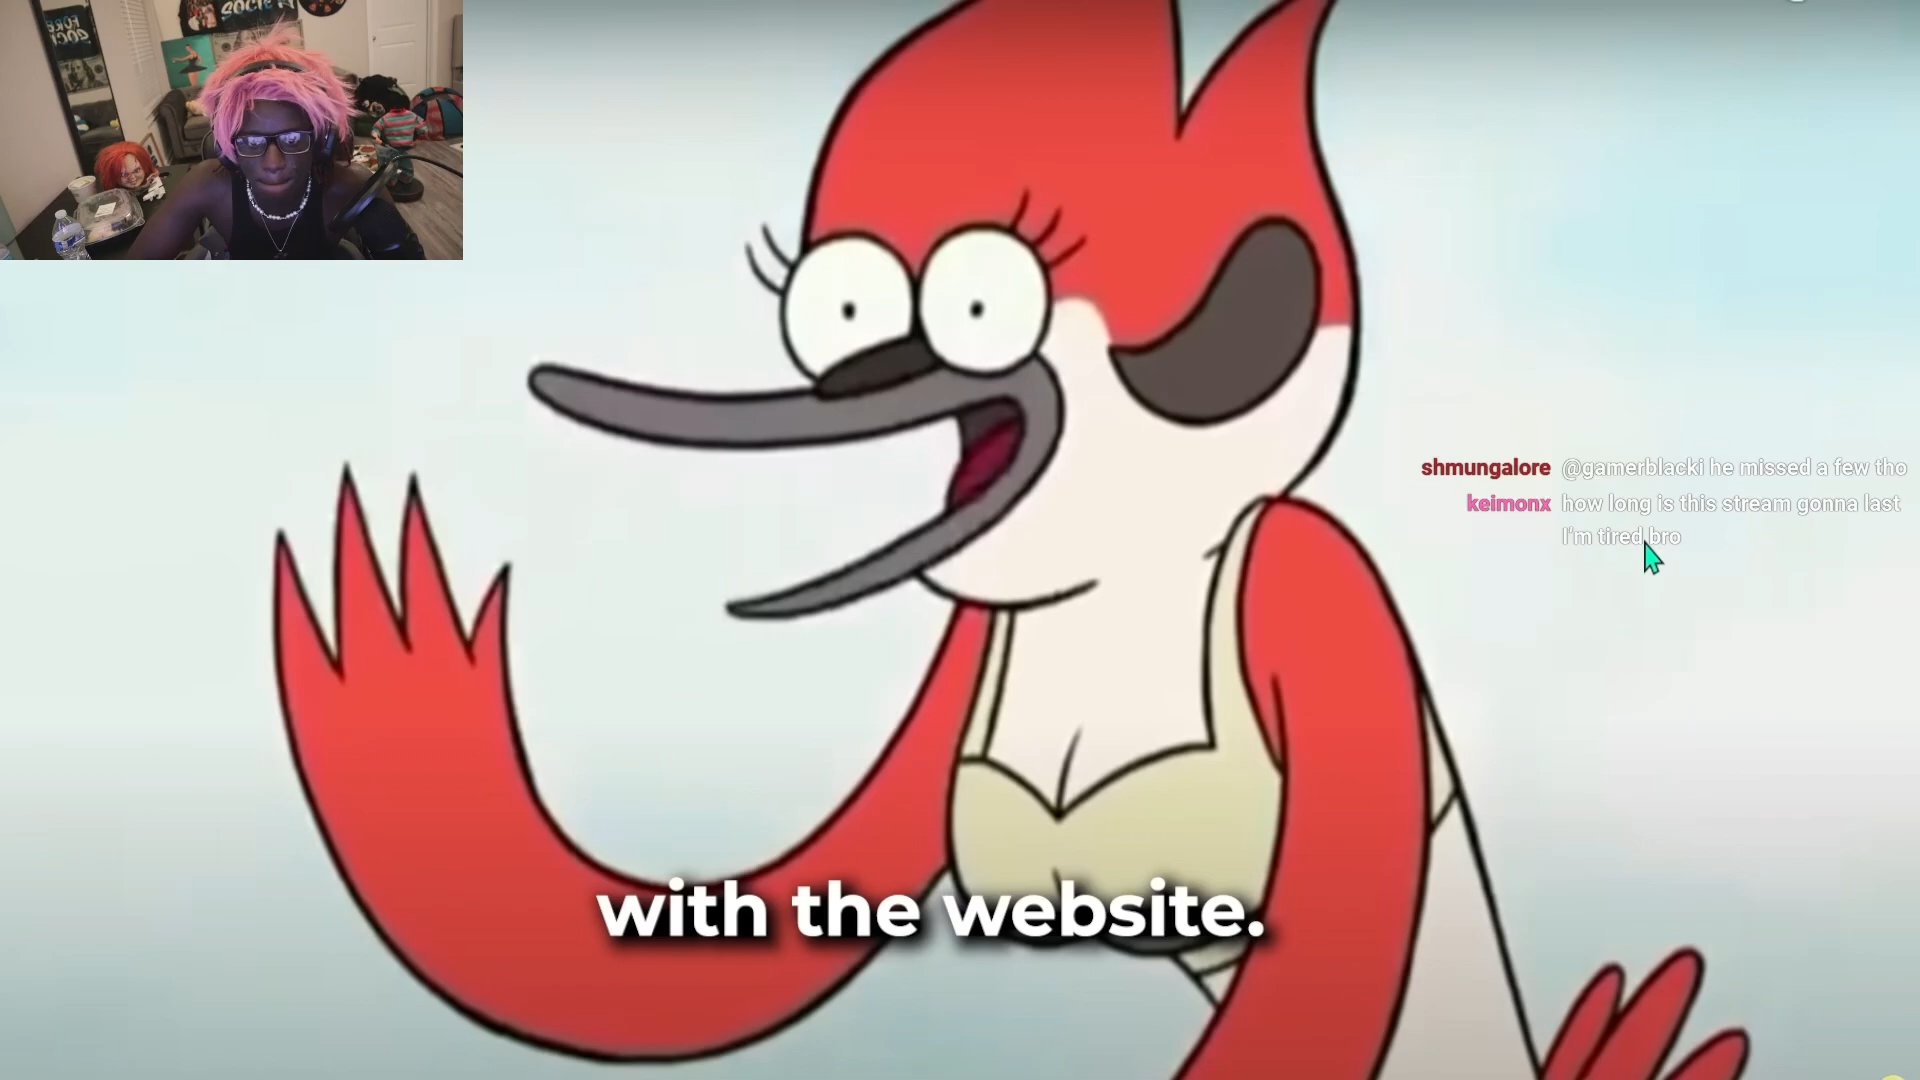 SOCIETY
shmungalore @gamerblacki he missed a few tho
keimonx how long is this stream gonna last
I'm tired bro
with the website.